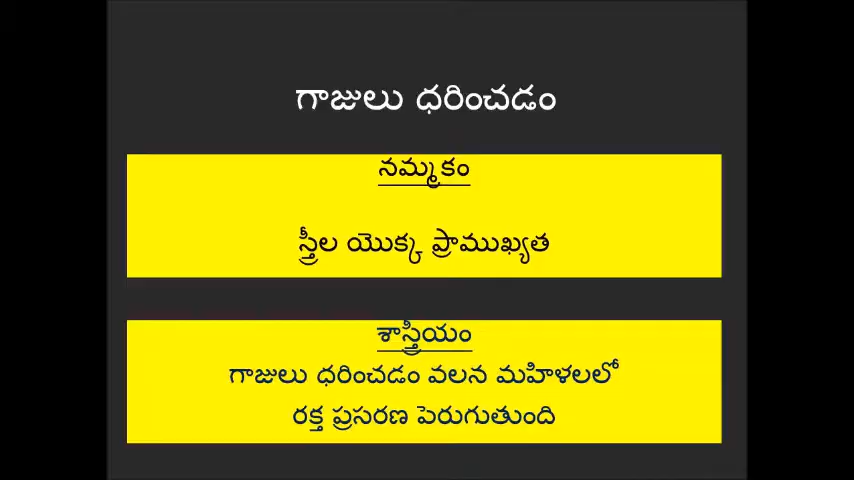 గాజులు ధరించడం
నమ్మకం
స్త్రీల యొక్క ప్రాముఖ్యత
శాస్త్రియం
గాజులు ధరించడం వలన మహిళలలో
రక్త ప్రసరణ పెరుగుతుంది